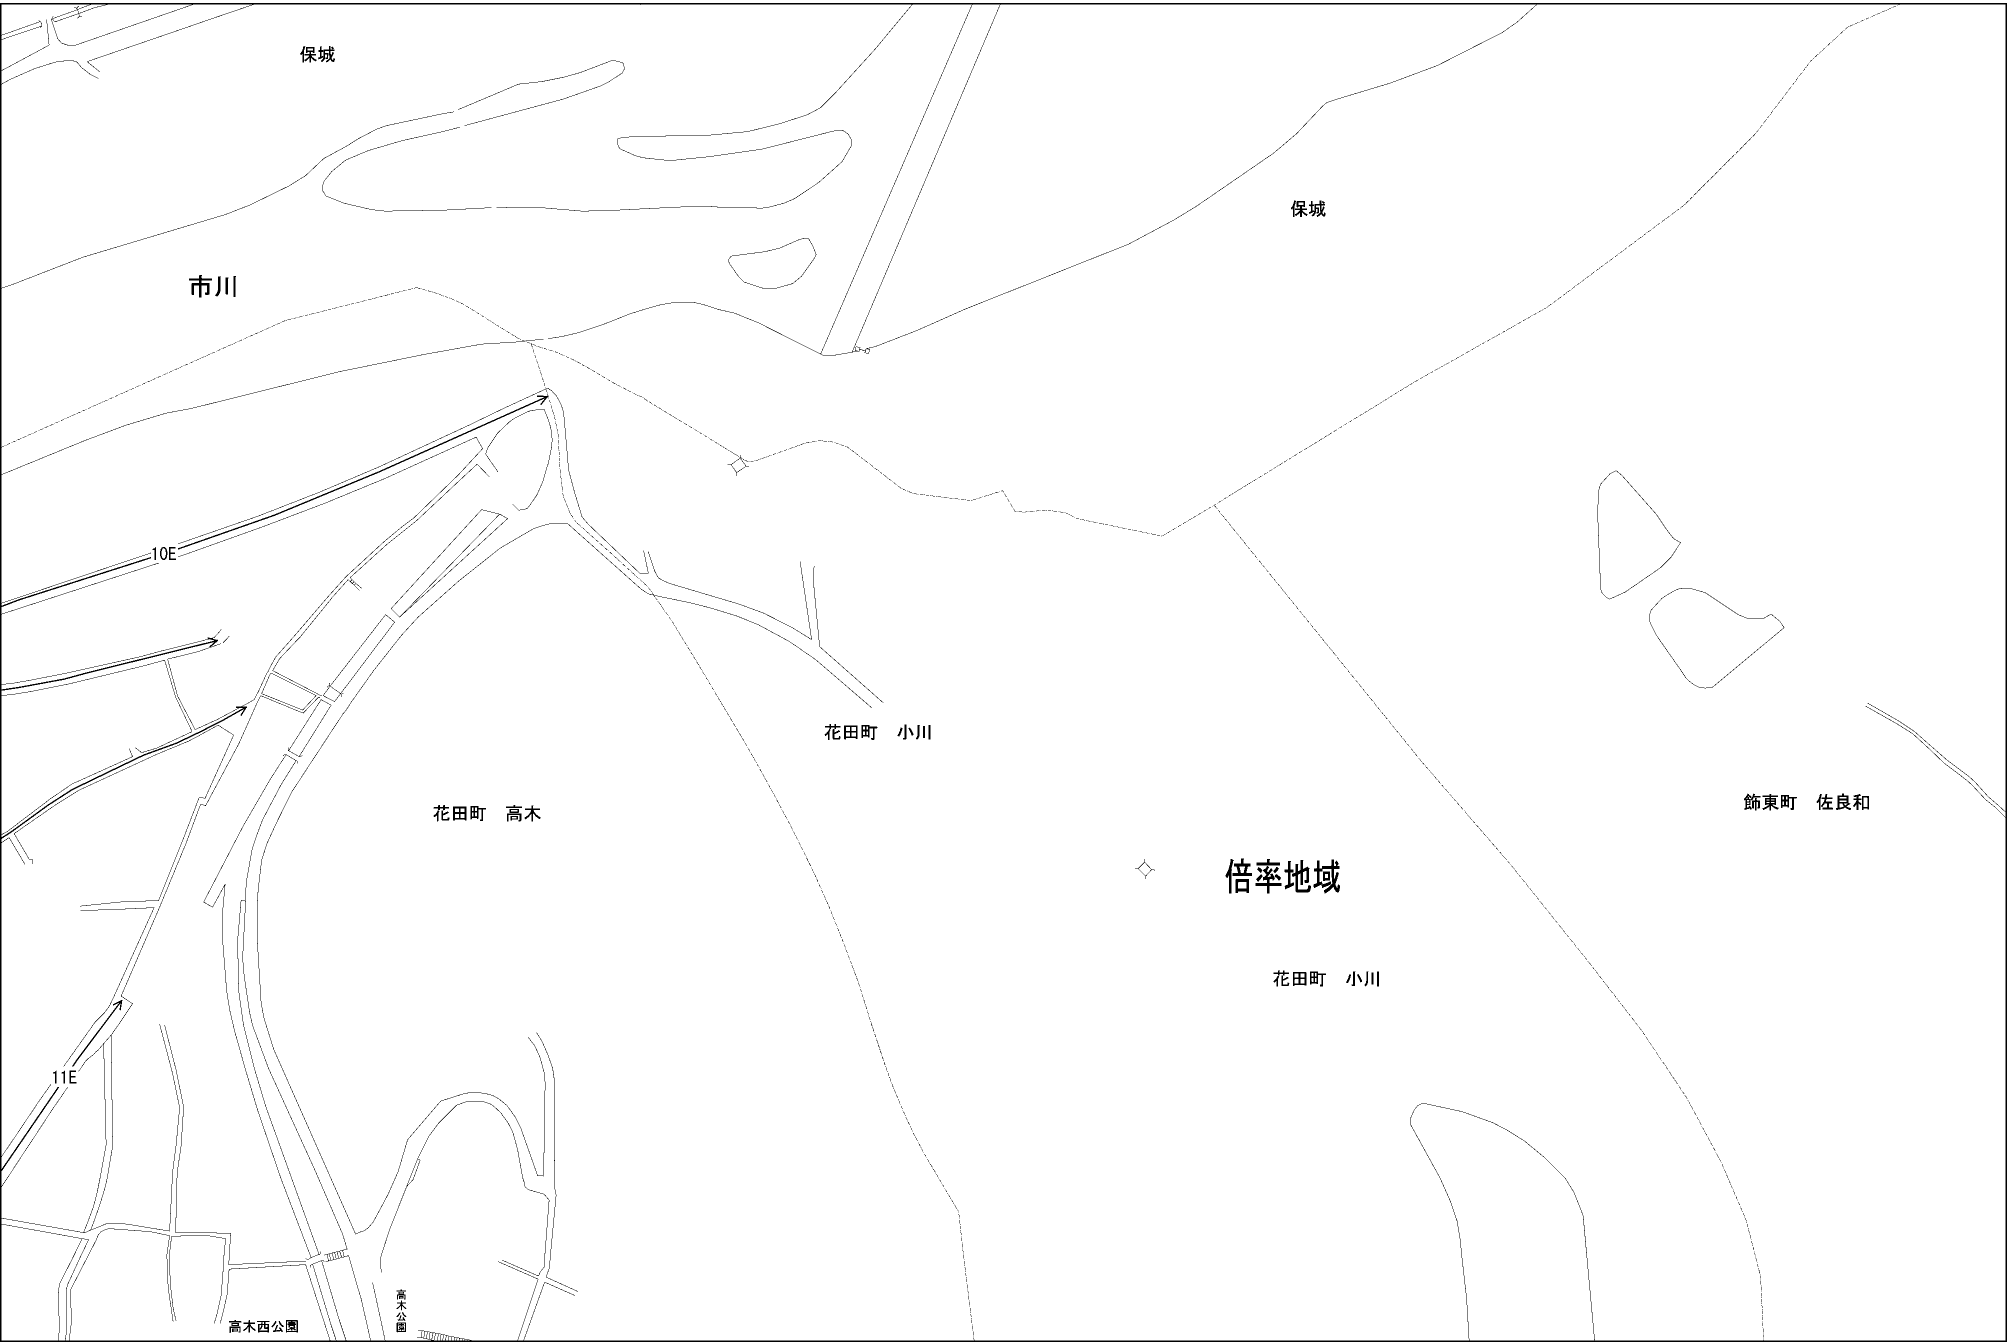 保城
保城
市川
10E
花田町　小川
花田町　高木
飾東町　佐良和
倍率地域
花田町　小川
11E
高木公園
高木西公園